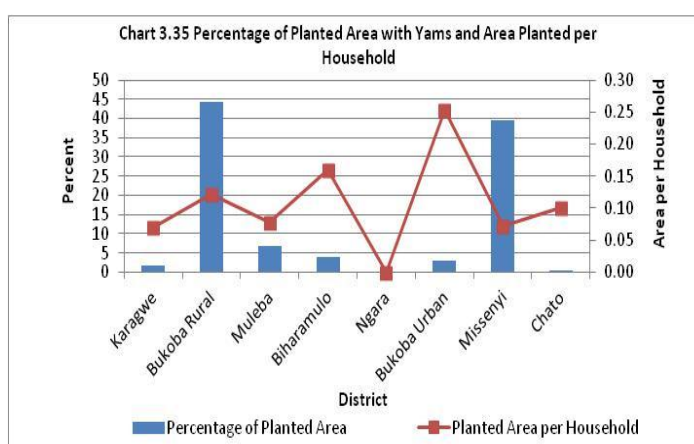 Chart 3.35 Percentage of Planted Area with Yams and Area Planted per
Household
50
45
40
35
30
25
20
15
10
5
0
Percent
0.30
0.25
0.20
0.15
0.10
0.05
0.00
Area per Household
Karagwe
Bukoba Rural
Muleba
Biharamulo
Ngara
Bukoba Urban
Missenyi
Chato
District
Percentage of Planted Area
Planted Area per Household